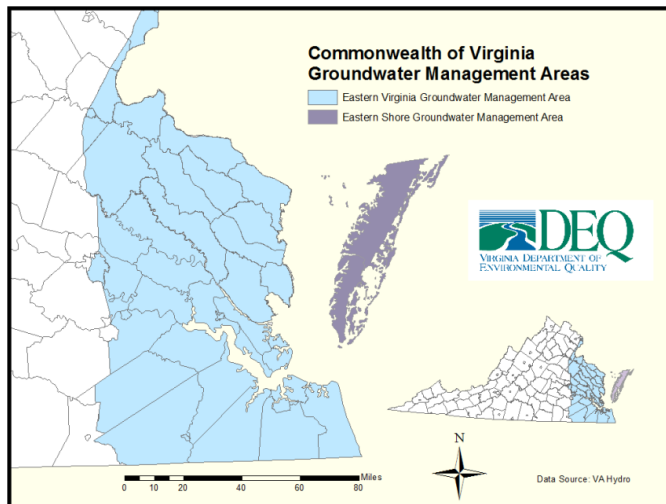 Commonwealth of Virginia
Groundwater Management Areas
Eastern Virginia Groundwater Management Area
Eastern Shore Groundwater Management Area
DEQ
VIRGINIA DEPARTMENT OF
ENVIRONMENTAL QUALITY
N
Miles
0 5 10 20 40 60 80
Data Source: VA Hydro